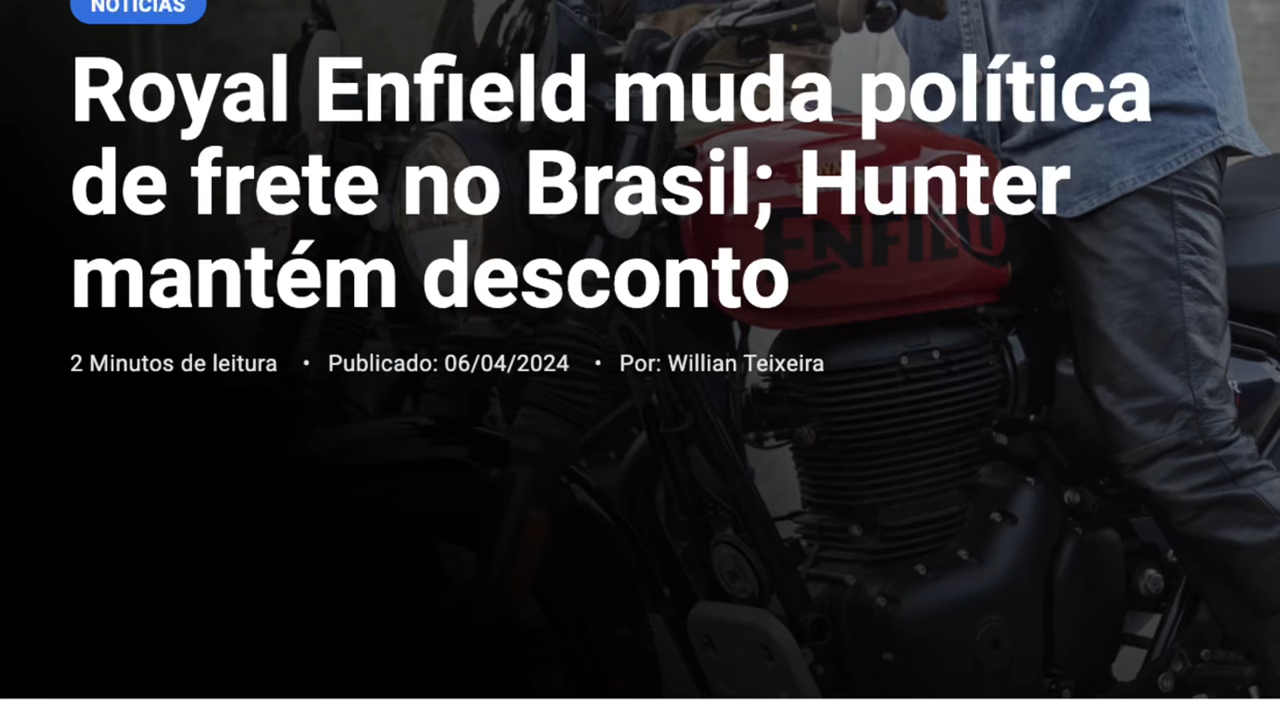 NOTÍCIAS
Royal Enfield muda política
de frete no Brasil; Hunter
mantém desconto
2 Minutos de leitura • Publicado: 06/04/2024 • Por: Willian Teixeira
ENFIELD